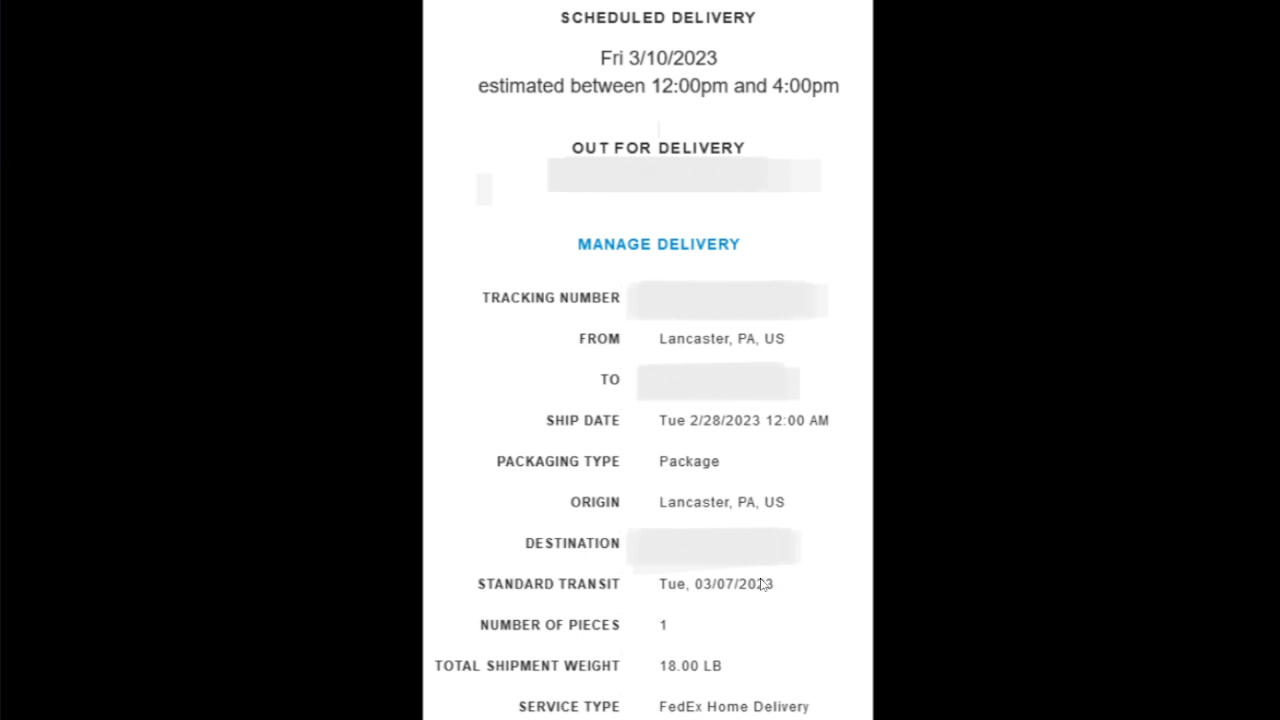 SCHEDULED DELIVERY
Fri 3/10/2023
estimated between 12:00pm and 4:00pm
OUT FOR DELIVERY
MANAGE DELIVERY
TRACKING NUMBER
FROM Lancaster, PA, US
TO
SHIP DATE Tue 2/28/2023 12:00 AM
PACKAGING TYPE Package
ORIGIN Lancaster, PA, US
DESTINATION
STANDARD TRANSIT Tue, 03/07/2023
NUMBER OF PIECES 1
TOTAL SHIPMENT WEIGHT 18.00 LB
SERVICE TYPE FedEx Home Delivery